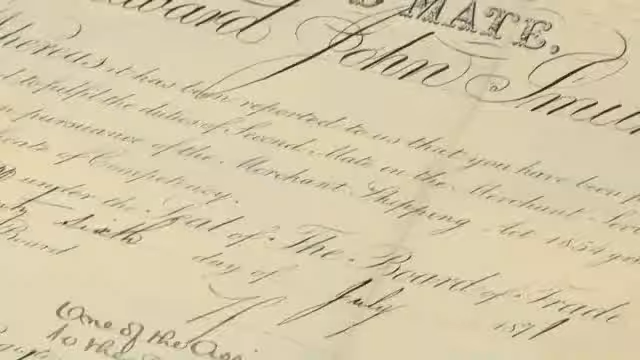 MATE.
Edward John Smith
Whereas it has been reported to us that you have been
to fulfil the duties of Second Mate in the Merchant
in pursuance of the Merchant Shipping Act 1854
of Competency.
under the Seal of The Board of Trade
sixth day of July 1871
Board
One of the
to the